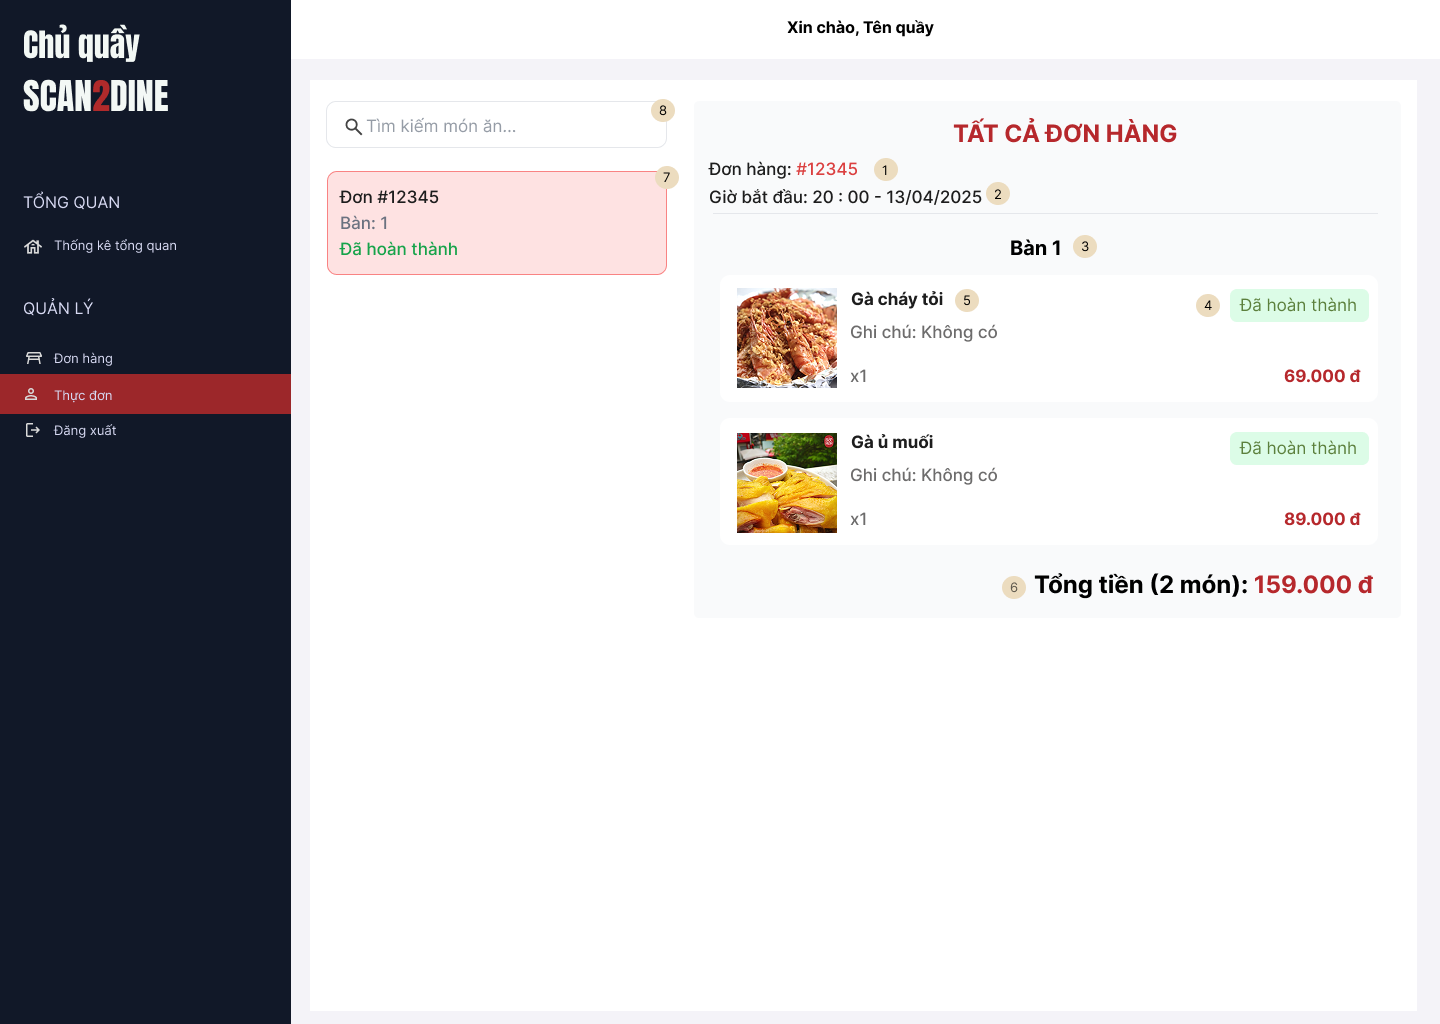 Chủ quầy
SCAN2DINE
TỔNG QUAN
Thống kê tổng quan
QUẢN LÝ
Đơn hàng
Thực đơn
Đăng xuất
Xin chào, Tên quầy
8
Tìm kiếm món ăn...
7
Đơn #12345
Bàn: 1
Đã hoàn thành
TẤT CẢ ĐƠN HÀNG
Đơn hàng: #12345 1
Giờ bắt đầu: 20 : 00 - 13/04/2025 2
Bàn 1 3
Gà cháy tỏi 5
4 Đã hoàn thành
Ghi chú: Không có
x1
69.000 đ
Gà ủ muối
Đã hoàn thành
Ghi chú: Không có
x1
89.000 đ
6 Tổng tiền (2 món): 159.000 đ